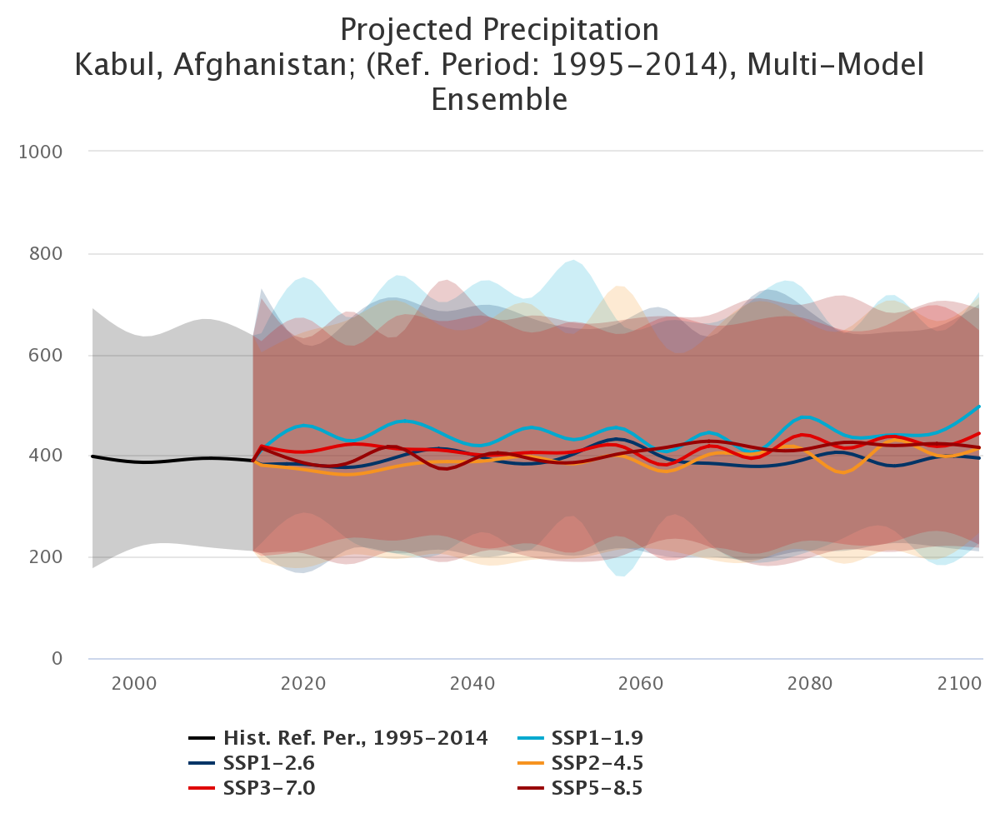 Projected Precipitation
Kabul, Afghanistan; (Ref. Period: 1995-2014), Multi-Model
Ensemble
1000
800
600
400
200
0
2000 2020 2040 2060 2080 2100
Hist. Ref. Per., 1995-2014 SSP1-1.9
SSP1-2.6 SSP2-4.5
SSP3-7.0 SSP5-8.5